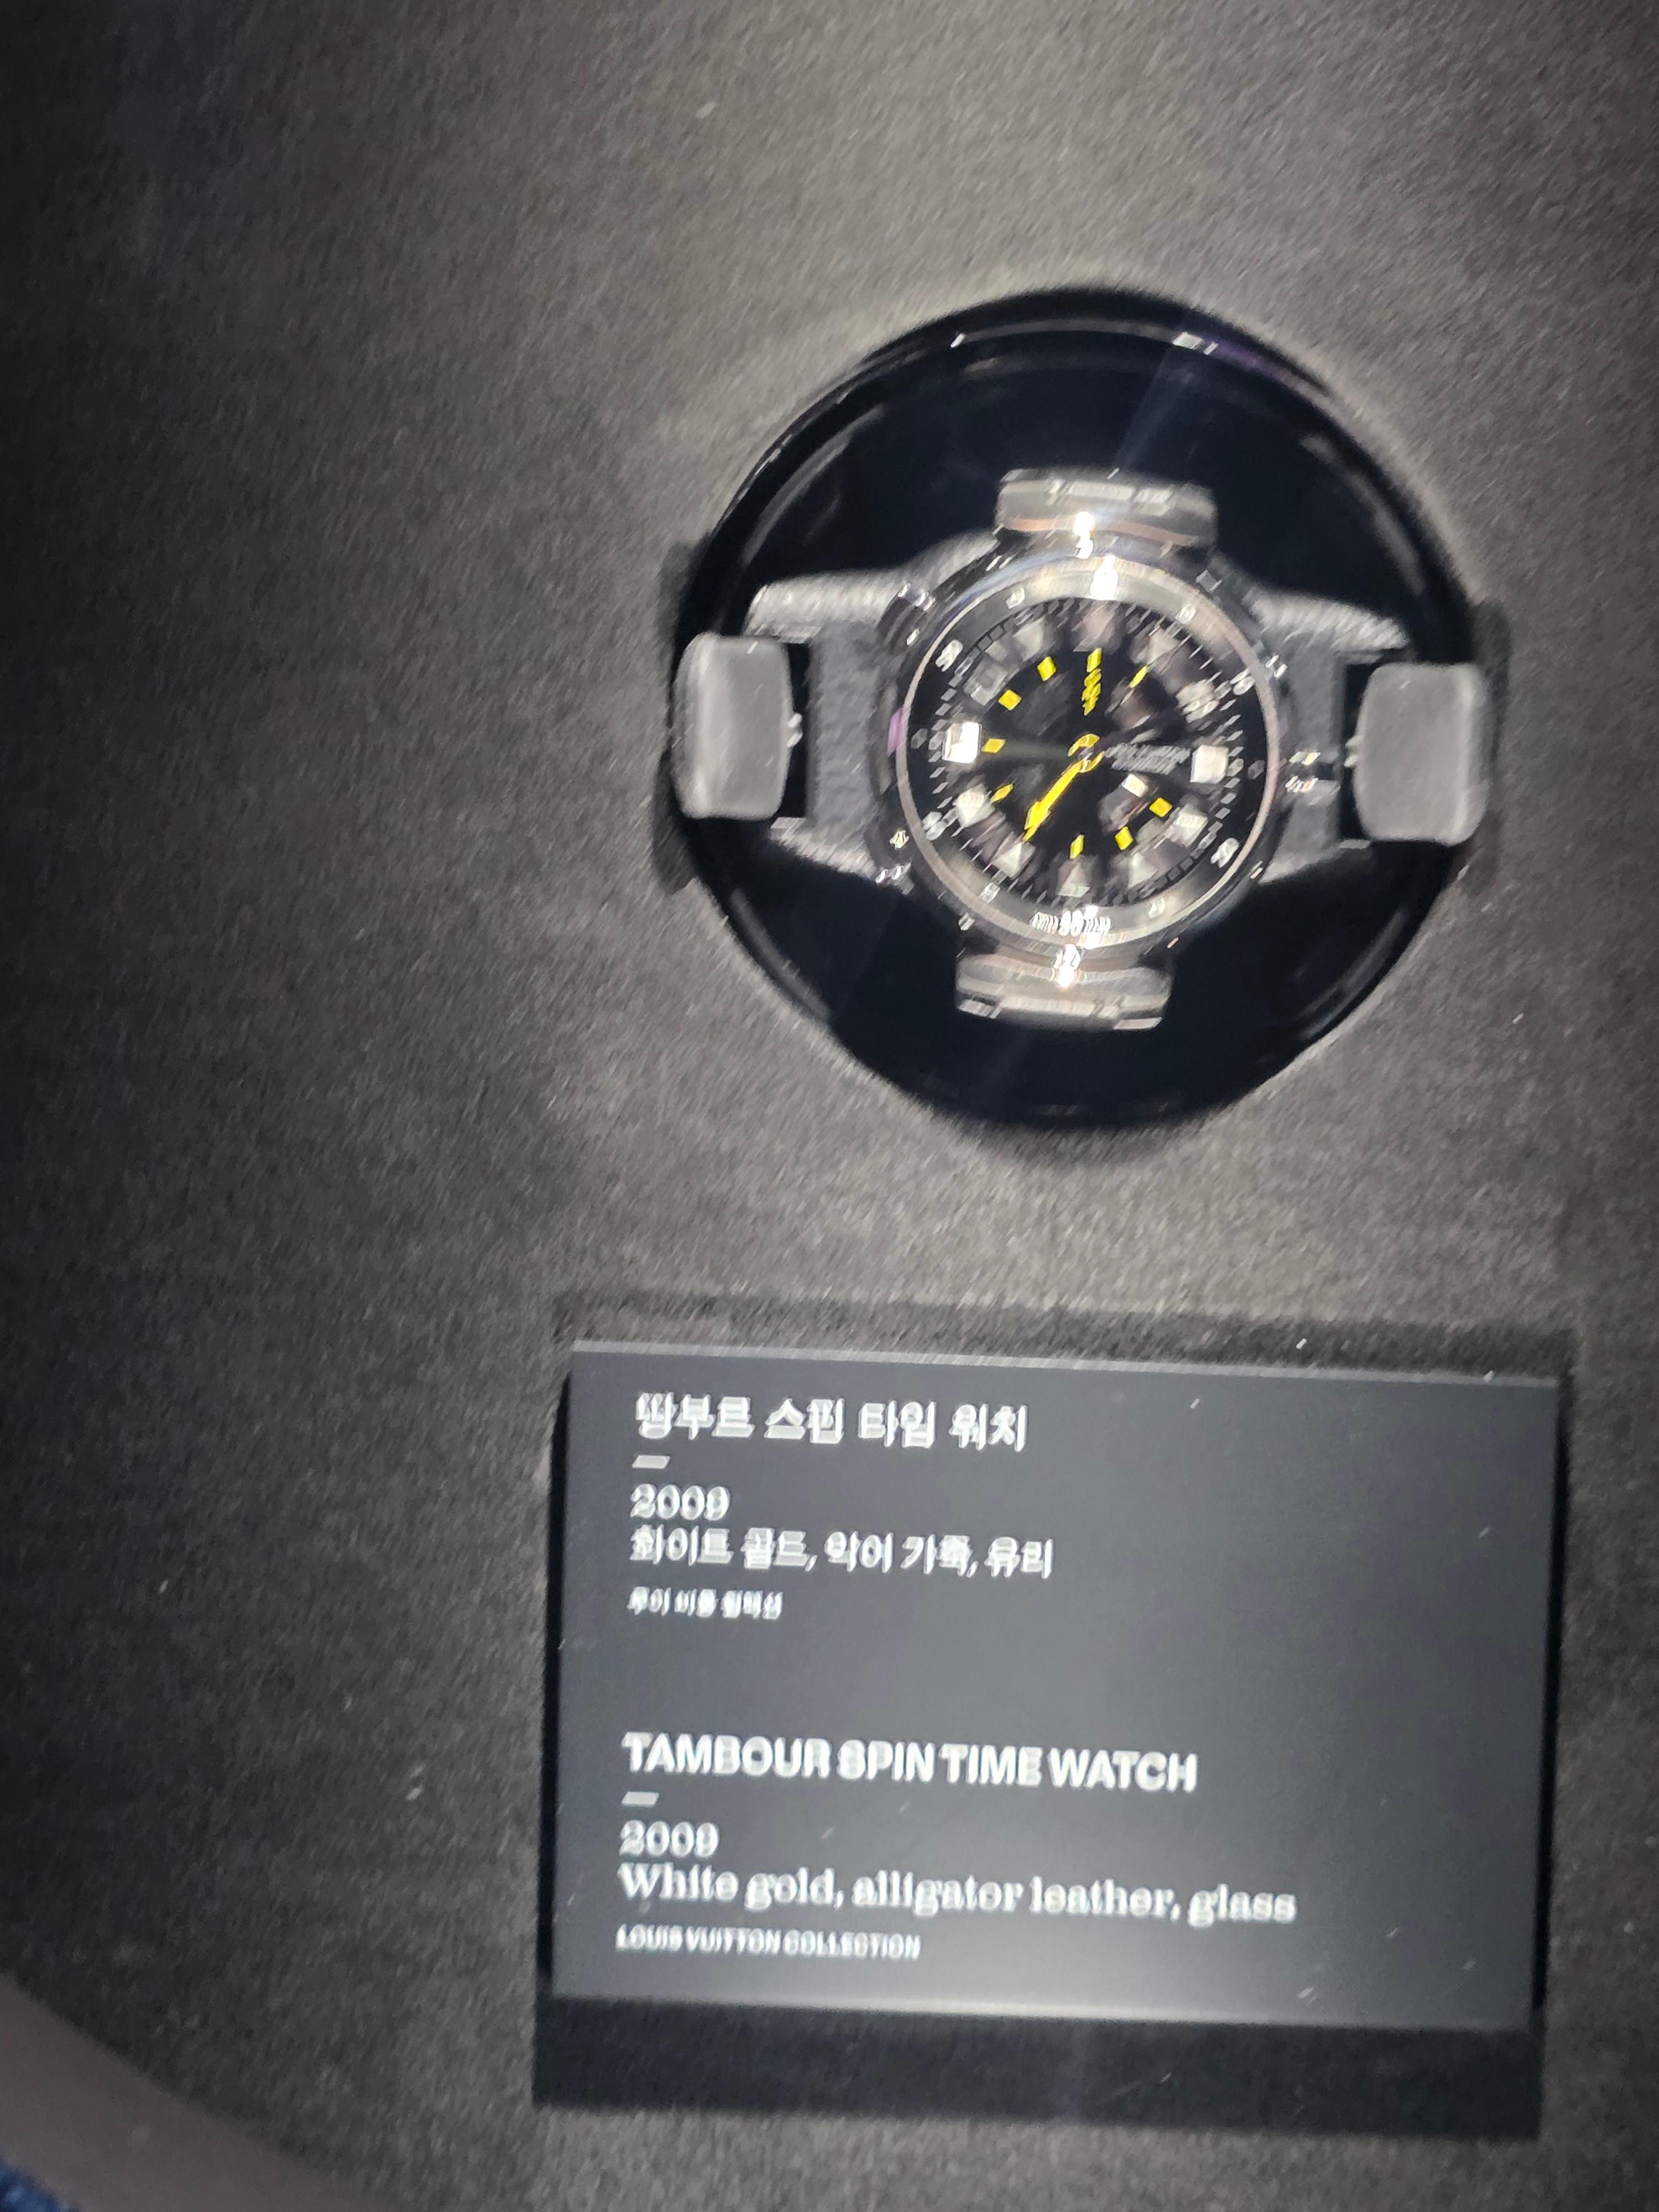 땅부르 스핀 타임 워치
2009
화이트 골드, 악어 가죽, 유리
루이 비통 컬렉션
TAMBOUR SPIN TIME WATCH
2009
White gold, alligator leather, glass
LOUIS VUITTON COLLECTION